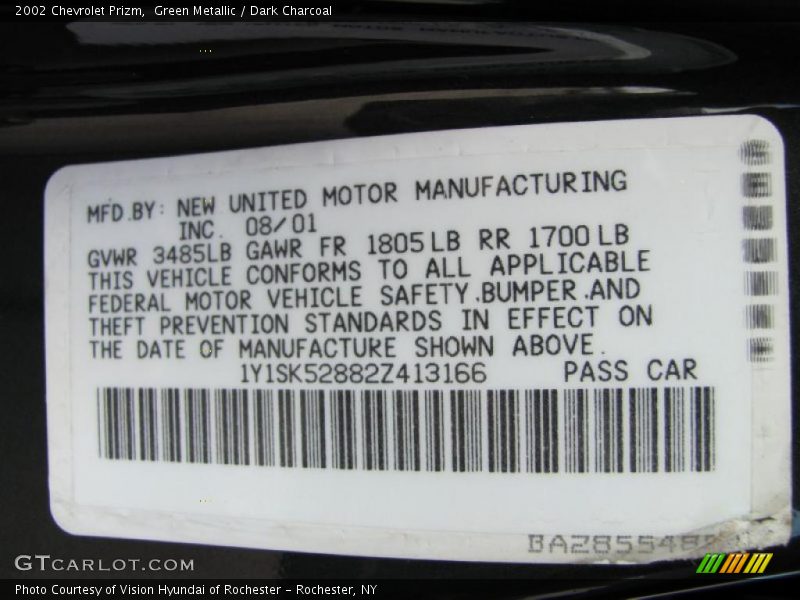 2002 Chevrolet Prizm,  Green Metallic / Dark Charcoal
MFD.BY: NEW UNITED MOTOR MANUFACTURING
INC. 08/01
GVWR 3485LB GAWR FR 1805LB RR 1700LB
THIS VEHICLE CONFORMS TO ALL APPLICABLE
FEDERAL MOTOR VEHICLE SAFETY.BUMPER.AND
THEFT PREVENTION STANDARDS IN EFFECT ON
THE DATE OF MANUFACTURE SHOWN ABOVE.
1Y1SK52882Z413166 PASS CAR
GTCARLOT.COM
Photo Courtesy of Vision Hyundai of Rochester - Rochester, NY